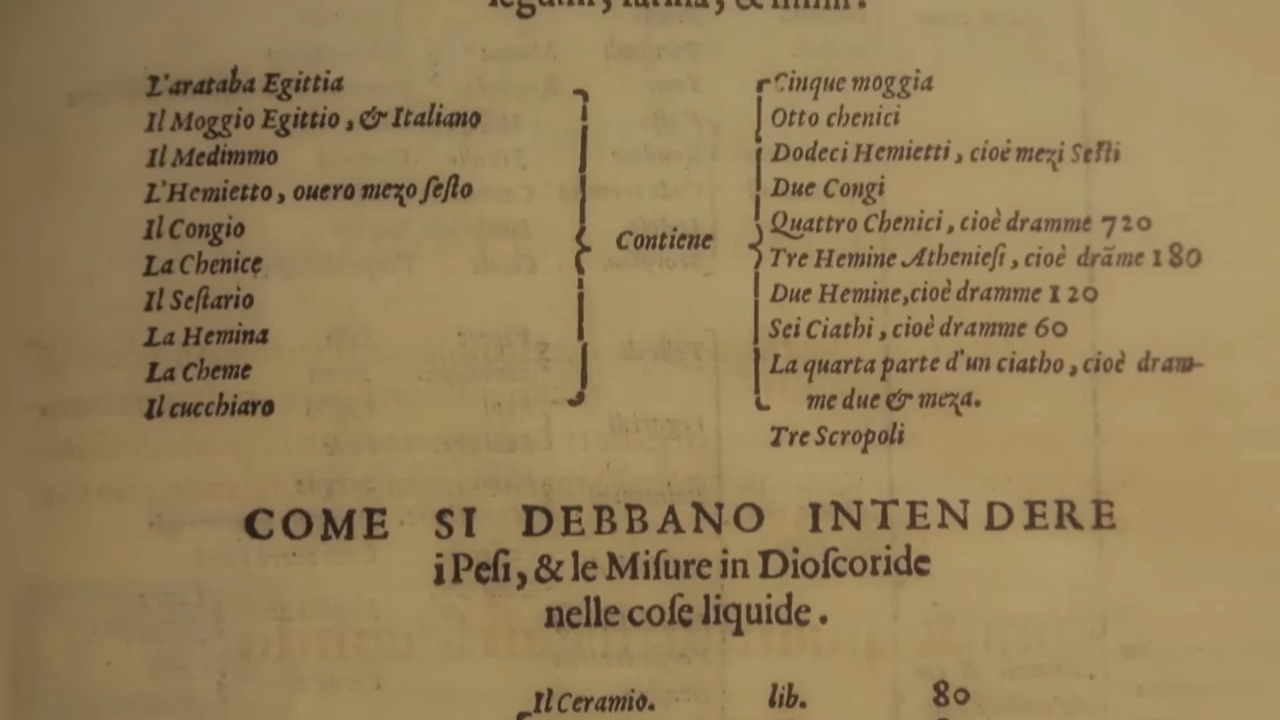 legumi, farina, & simili.
L'arataba Egittia
Il Moggio Egittio, & Italiano
Il Medimmo
L'Hemietto, ouero mezo ſeſto
Il Congio
La Chenice
Il Seſtario
La Hemina
La Cheme
Il cucchiaro
Contiene
Cinque moggia
Otto chenici
Dodeci Hemietti, cioè mezi Seſti
Due Congi
Quattro Chenici, cioè dramme 720
Tre Hemine Athenieſi, cioè drãme 180
Due Hemine, cioè dramme 120
Sei Ciathi, cioè dramme 60
La quarta parte d'un ciatho, cioè dram-
me due & meza.
Tre Scropoli
COME SI DEBBANO INTENDERE
i Peſi, & le Miſure in Dioſcoride
nelle coſe liquide.
Il Ceramio. lib. 80